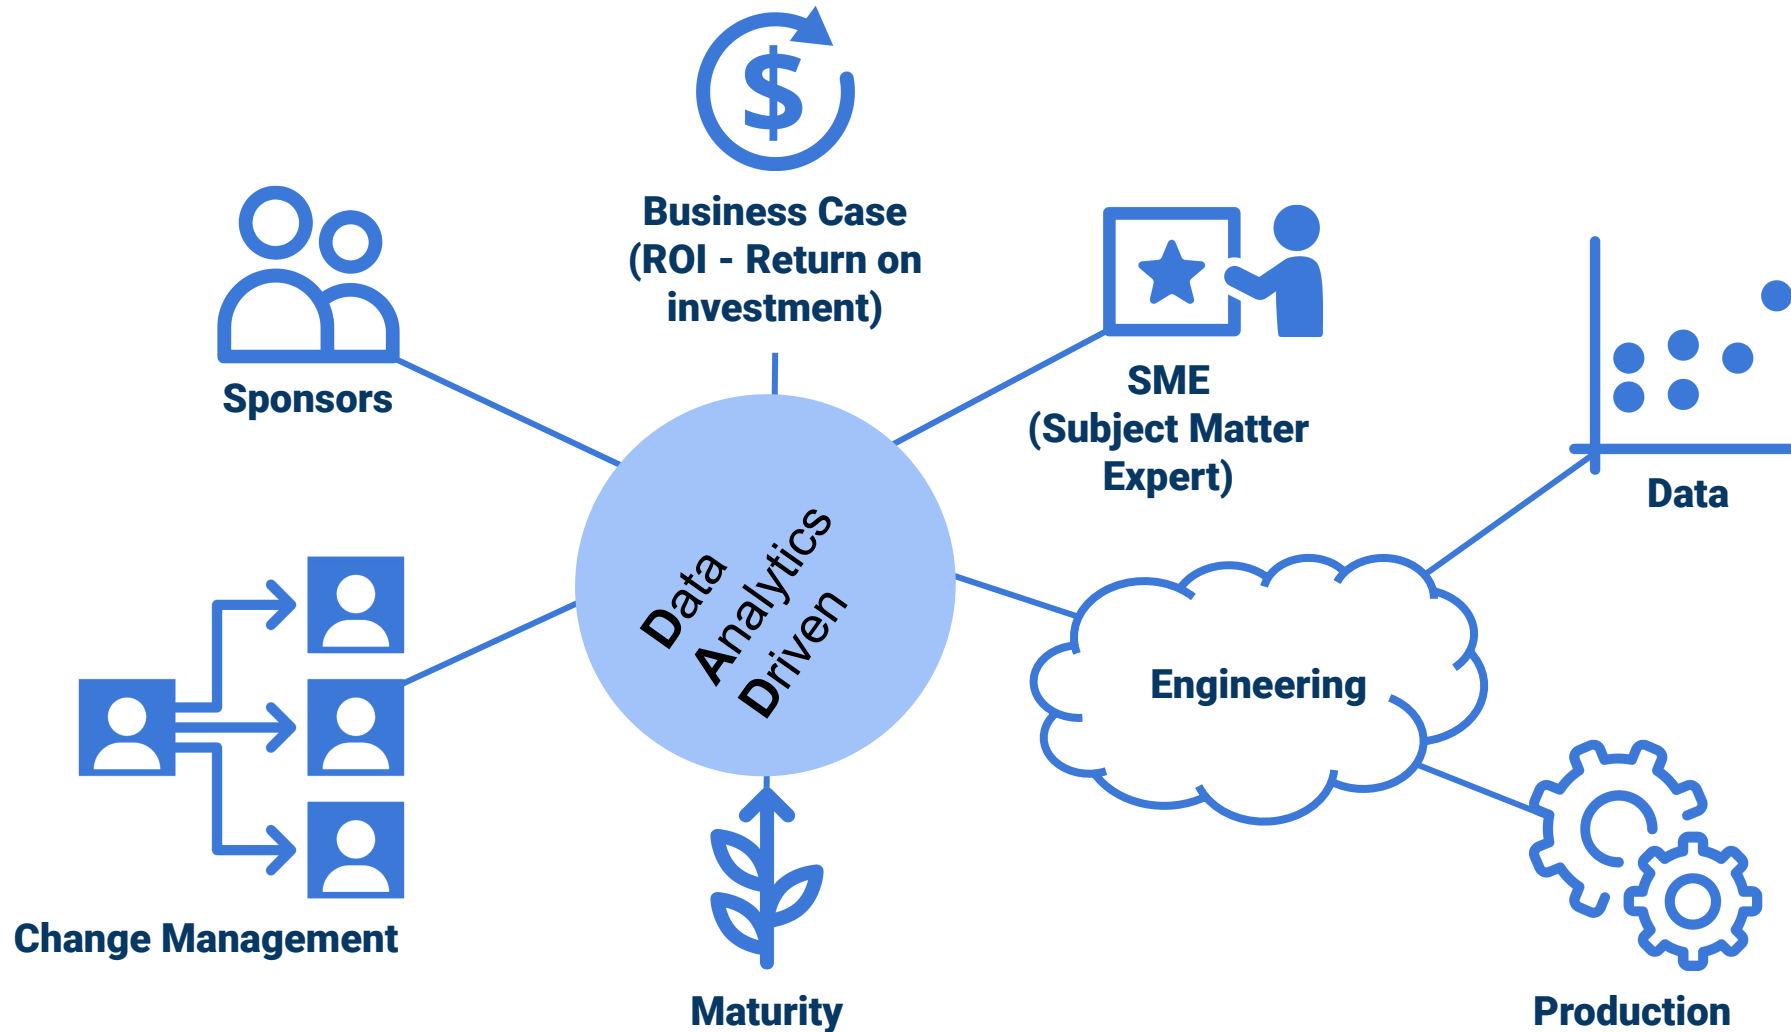 $
Business Case
(ROI - Return on
investment)
Sponsors
SME
(Subject Matter
Expert)
Data
Data
Analytics
Driven
Engineering
Change Management
Maturity
Production